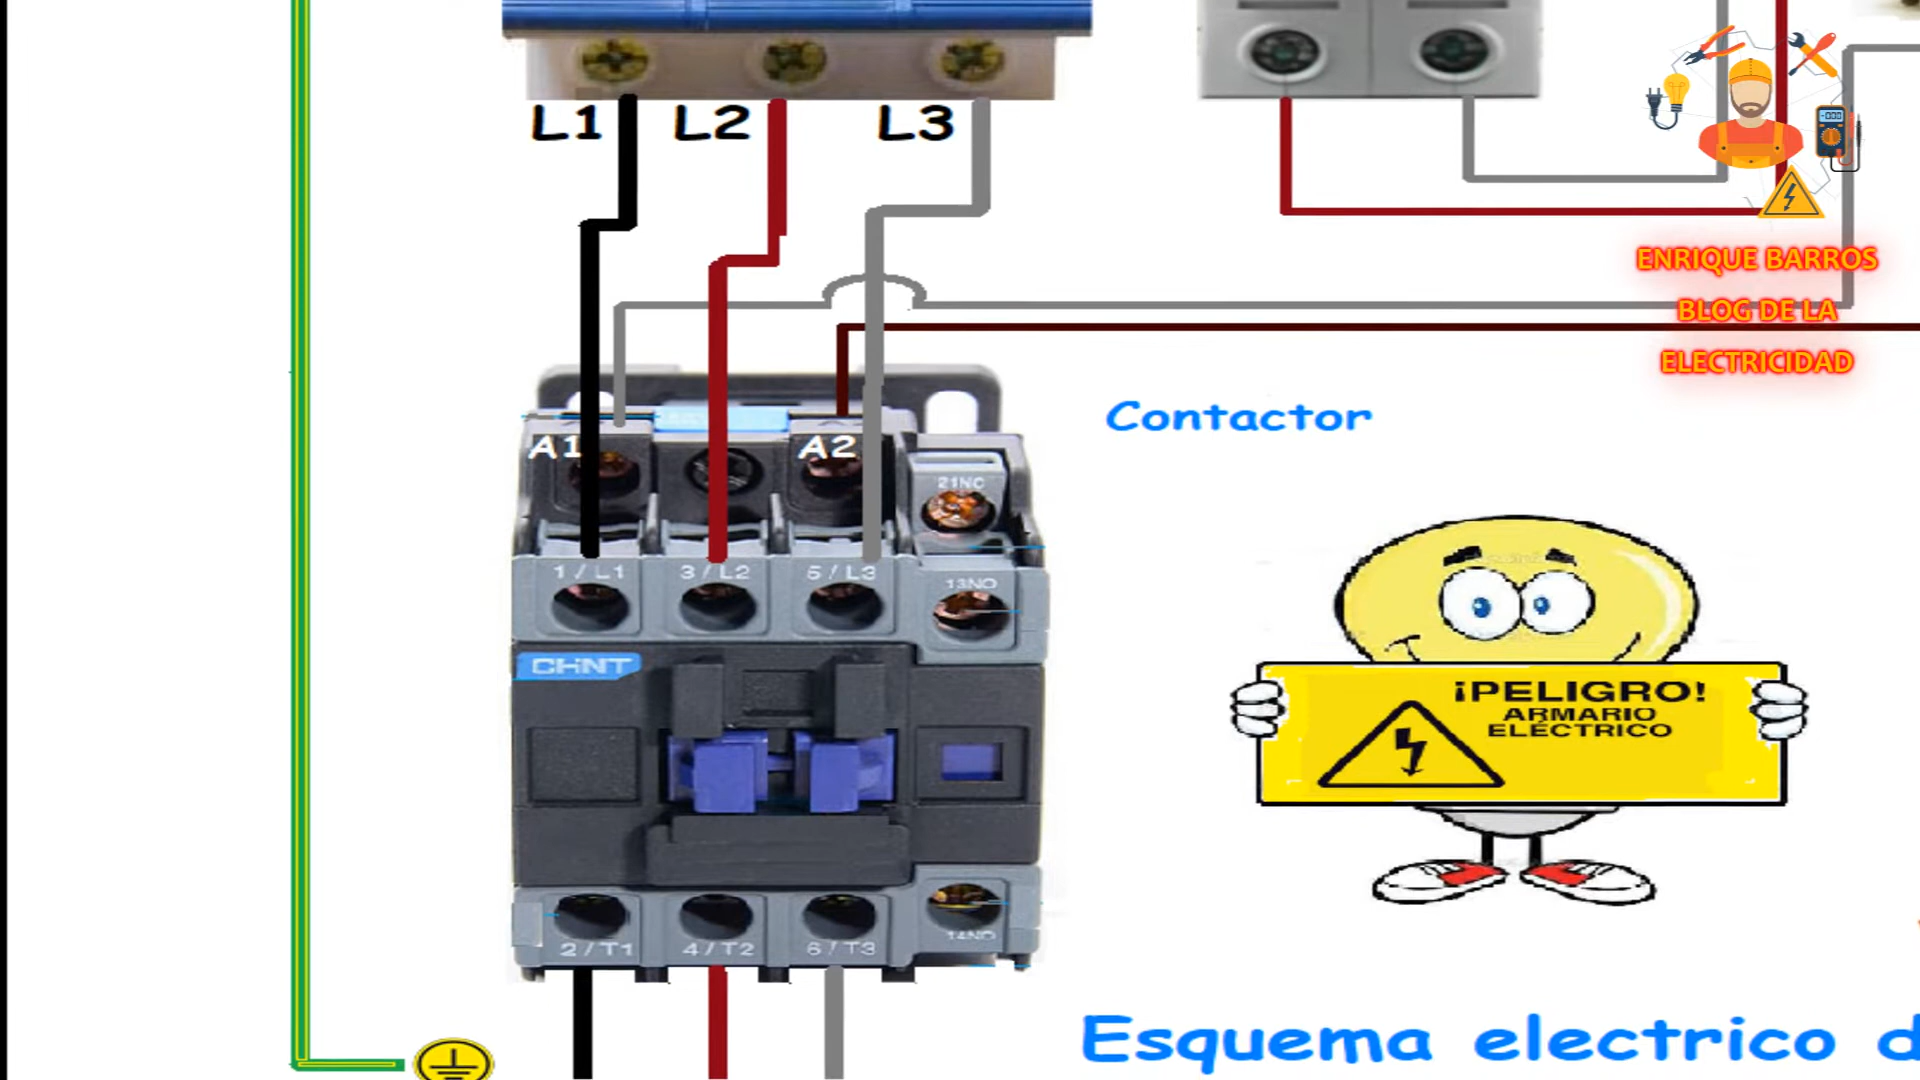 L1 L2 L3
ENRIQUE BARROS
BLOG DE LA
ELECTRICIDAD
Contactor
A1 A2
21NC
1/L1 3/L2 5/L3 13NO
CHNT
¡PELIGRO!
ARMARIO
ELÉCTRICO
2/T1 4/T2 6/T3 14NO
Esquema electrico d